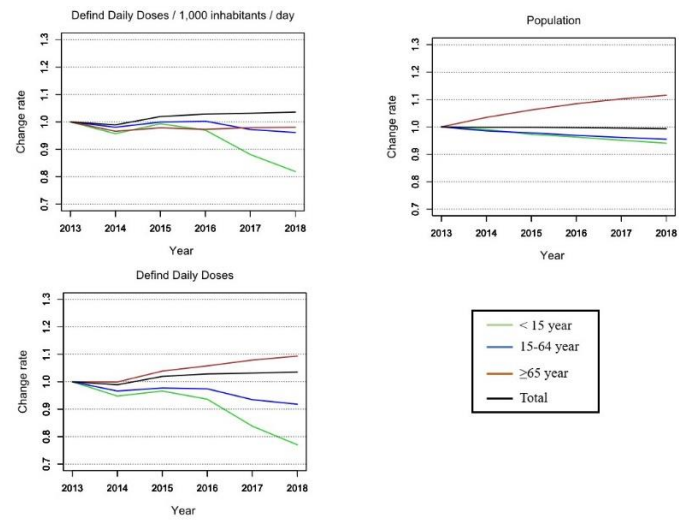 Defind Daily Doses / 1,000 inhabitants / day
Change rate
1.3
1.2
1.1
1.0
0.9
0.8
0.7
2013 2014 2015 2016 2017 2018
Year
Population
Change rate
1.3
1.2
1.1
1.0
0.9
0.8
0.7
2013 2014 2015 2016 2017 2018
Year
Defind Daily Doses
Change rate
1.3
1.2
1.1
1.0
0.9
0.8
0.7
2013 2014 2015 2016 2017 2018
Year
< 15 year
15-64 year
≥65 year
Total